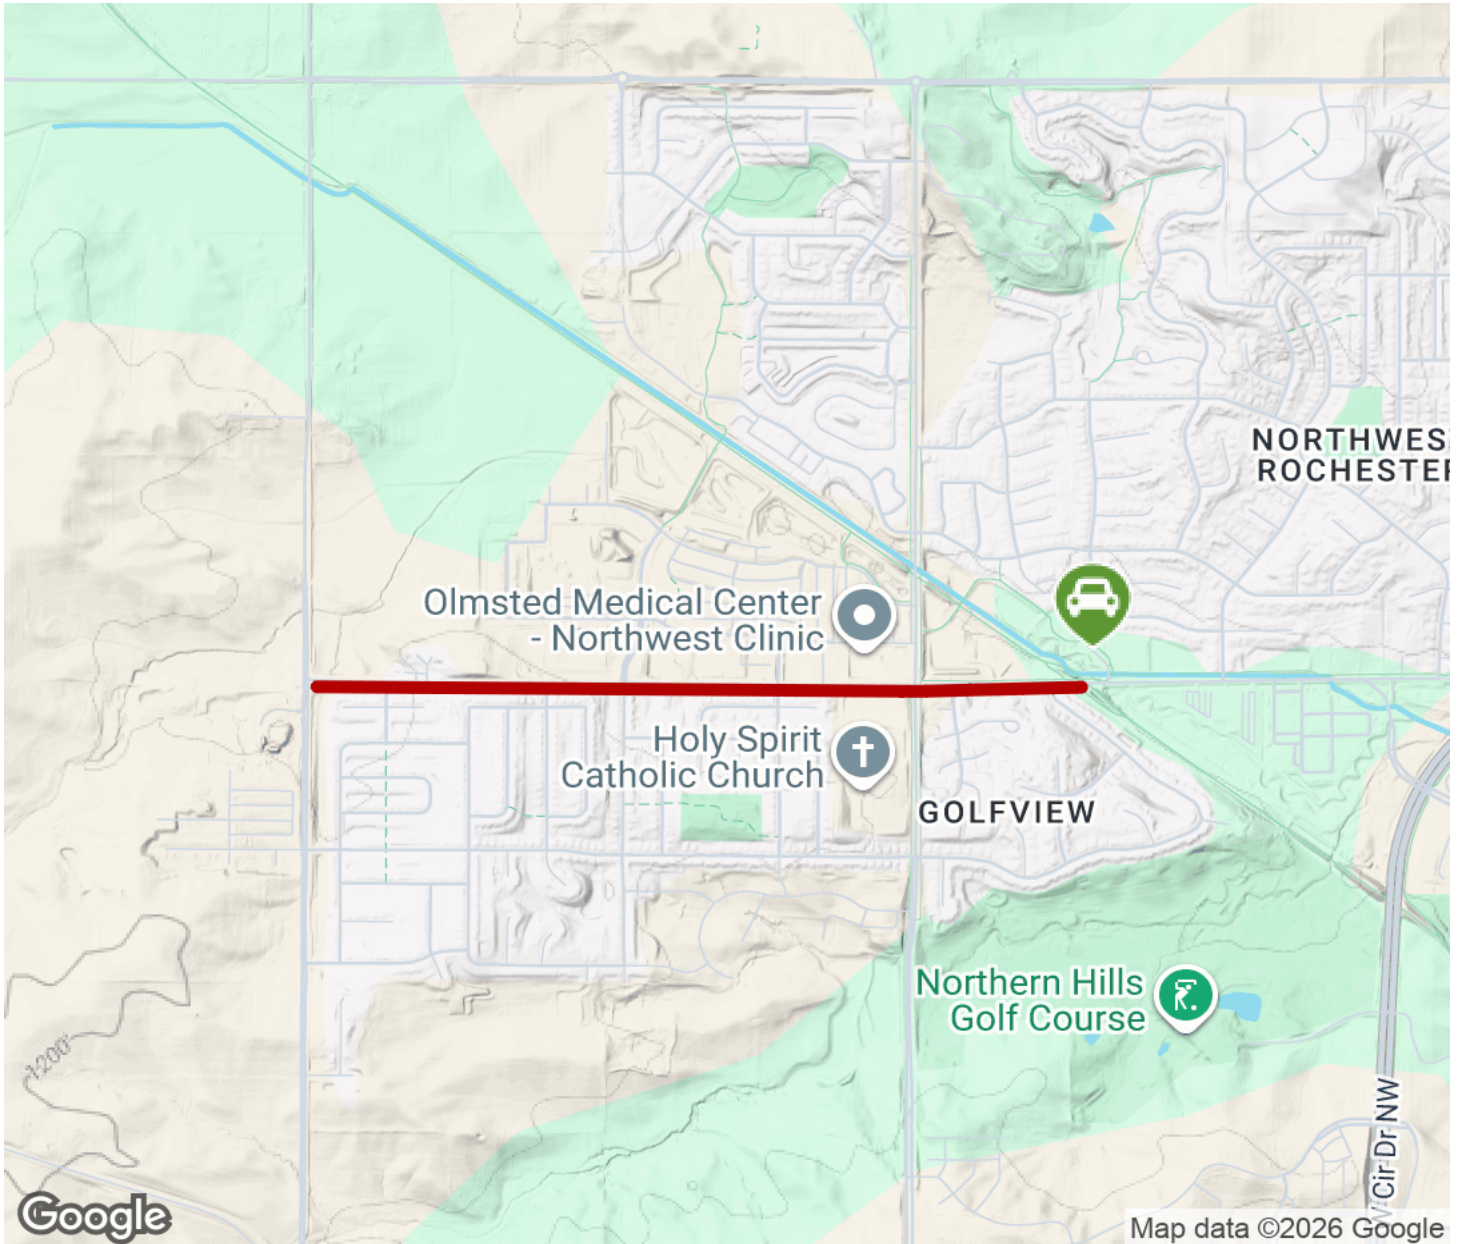 NORTHWES
ROCHESTER
Olmsted Medical Center
- Northwest Clinic
Holy Spirit
Catholic Church
GOLFVIEW
Northern Hills
Golf Course
1200
Cir Dr NW
Google
Map data ©2026 Google